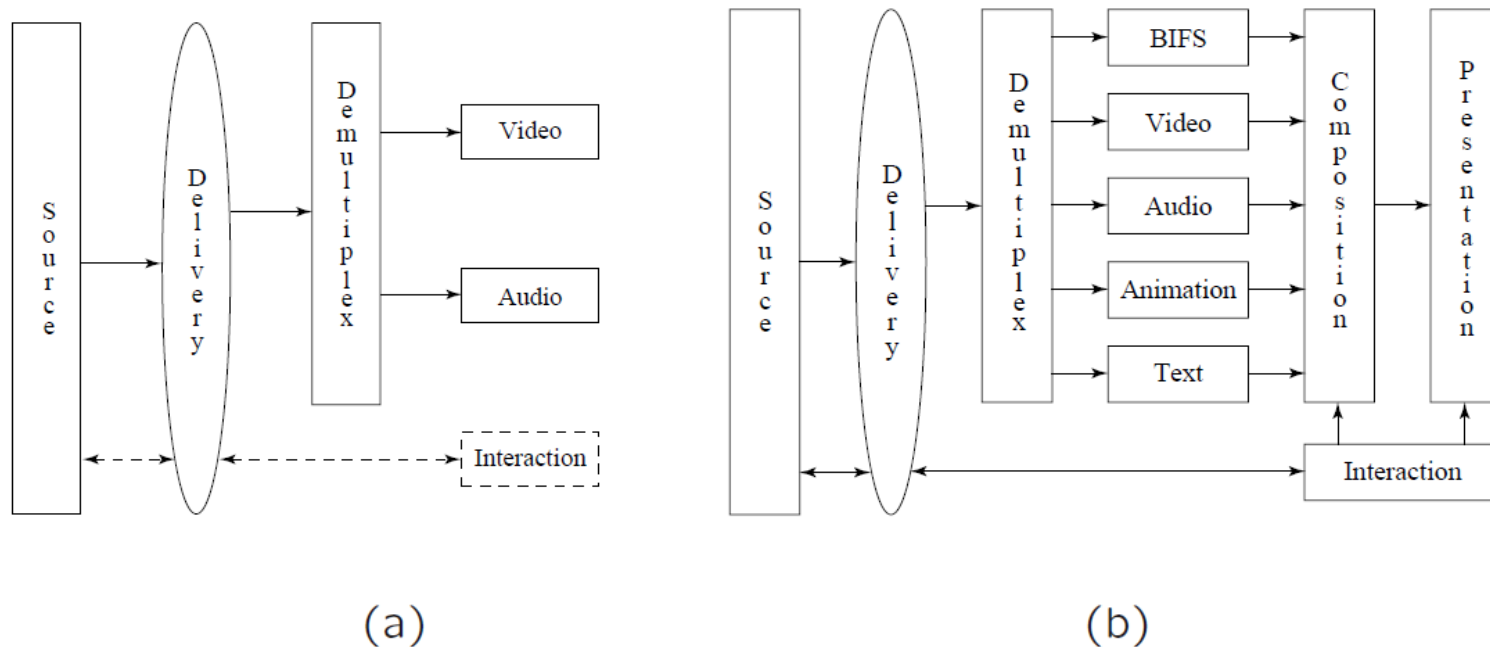 Source
Delivery
Demultiplex
Video
Audio
Interaction
(a)
Source
Delivery
Demultiplex
BIFS
Video
Audio
Animation
Text
Composition
Presentation
Interaction
(b)